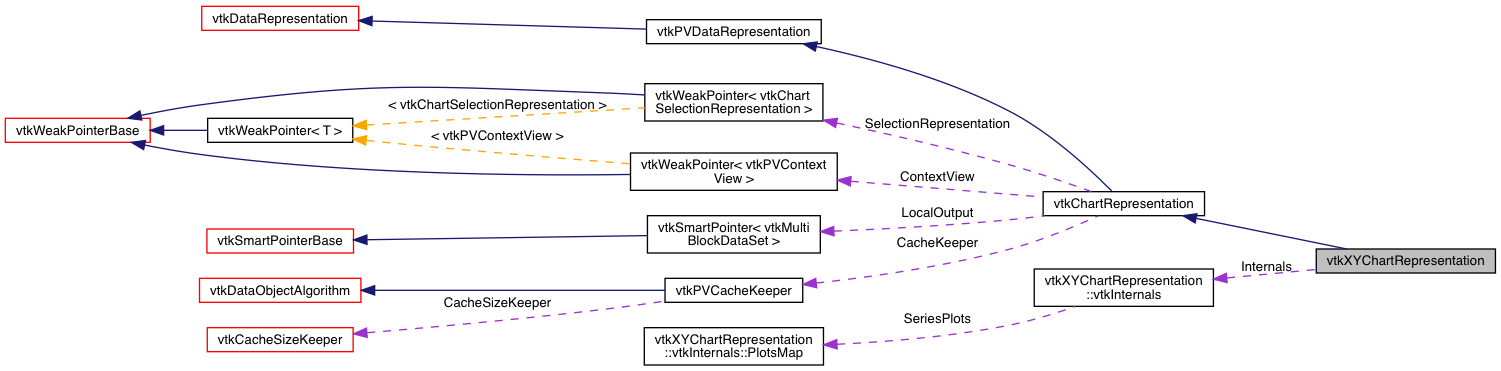 vtkDataRepresentation
vtkPVDataRepresentation
vtkWeakPointer< vtkChart
SelectionRepresentation >
< vtkChartSelectionRepresentation >
SelectionRepresentation
vtkWeakPointerBase
vtkWeakPointer< T >
< vtkPVContextView >
vtkWeakPointer< vtkPVContext
View >
ContextView
vtkChartRepresentation
LocalOutput
vtkSmartPointer< vtkMulti
BlockDataSet >
vtkSmartPointerBase
CacheKeeper
vtkXYChartRepresentation
Internals
vtkXYChartRepresentation
::vtkInternals
vtkDataObjectAlgorithm
vtkPVCacheKeeper
CacheSizeKeeper
SeriesPlots
vtkCacheSizeKeeper
vtkXYChartRepresentation
::vtkInternals::PlotsMap